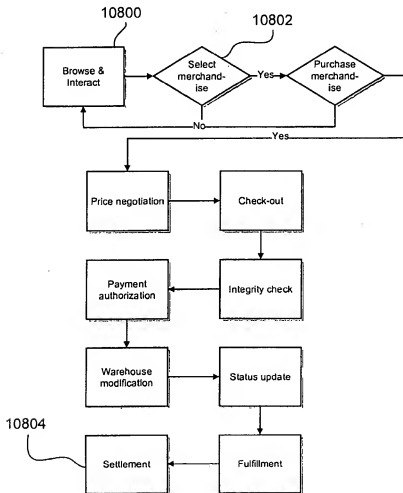 10800
10802
Browse &
Interact
Select
merchand-
ise
Yes
Purchase
merchand-
ise
No
Yes
Price negotiation
Check-out
Payment
authorization
Integrity check
Warehouse
modification
Status update
10804
Settlement
Fulfillment